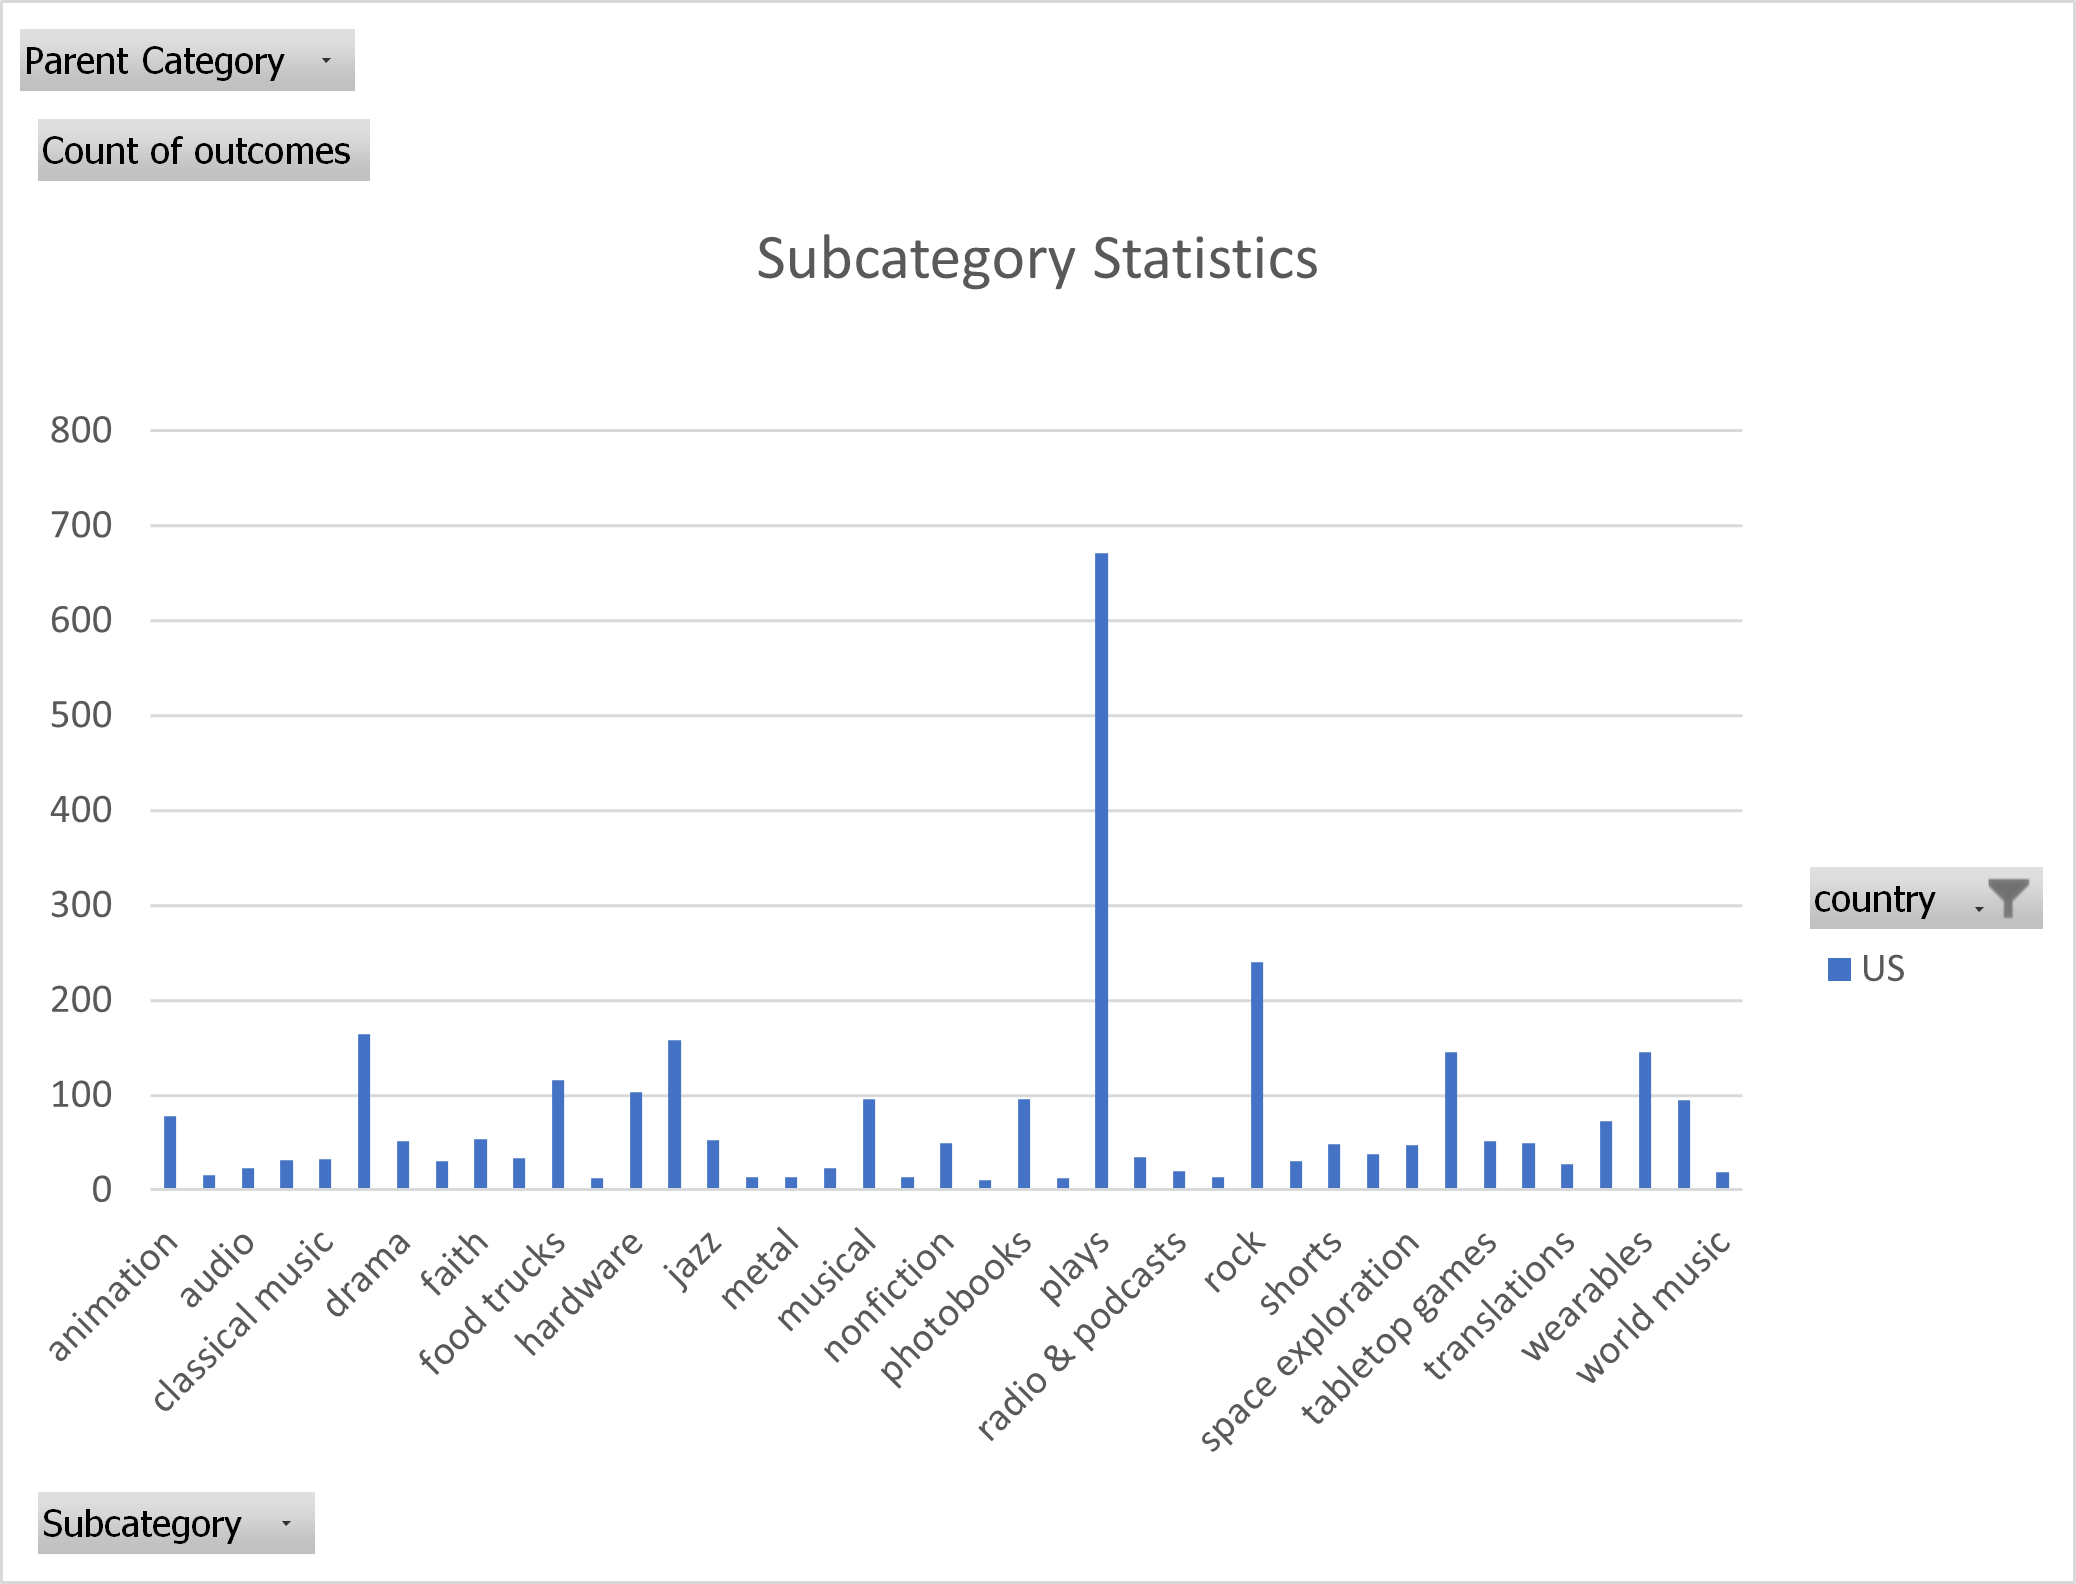 Parent Category
Count of outcomes
Subcategory Statistics
800
700
600
500
400
300
200
100
0
country
US
animation
audio
classical music
drama
faith
food trucks
hardware
jazz
metal
musical
nonfiction
photobooks
plays
radio & podcasts
rock
shorts
space exploration
tabletop games
translations
wearables
world music
Subcategory